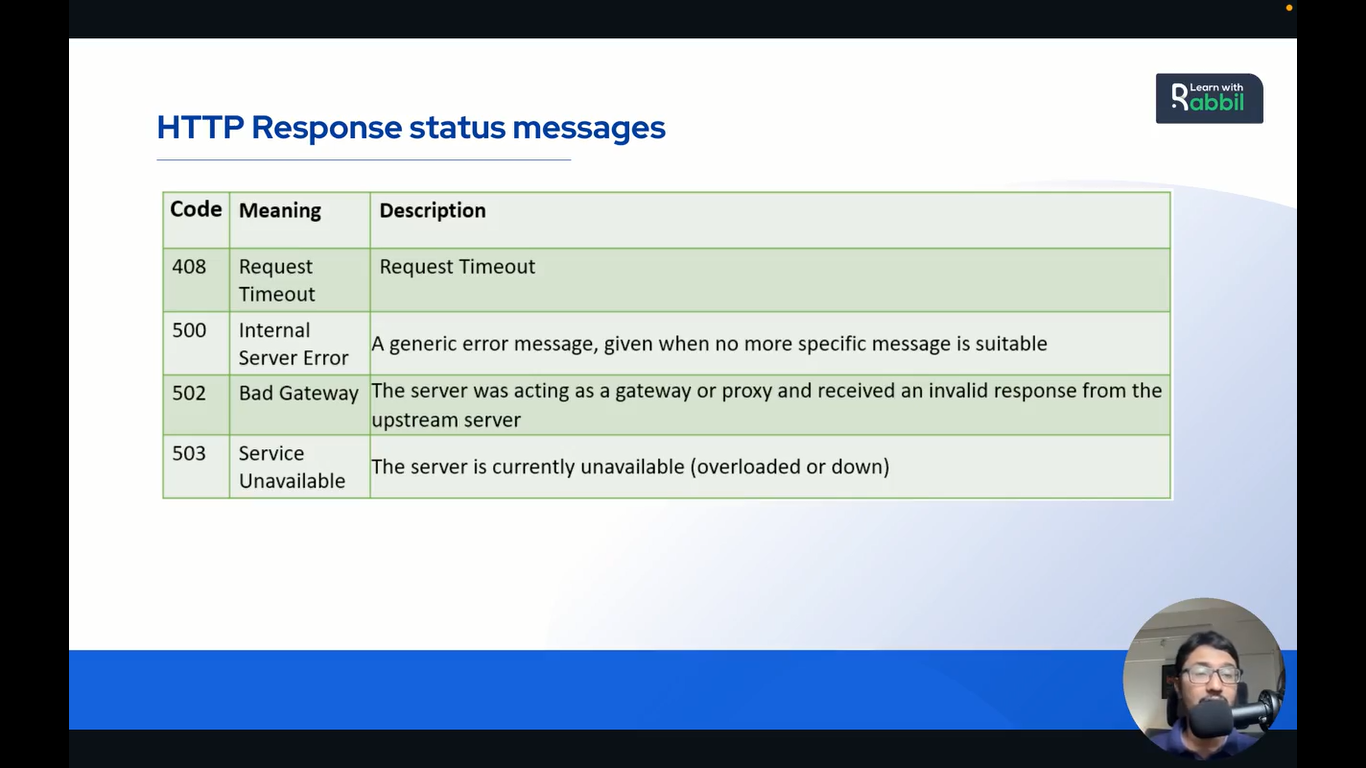 Learn with
Rabbil
HTTP Response status messages
Code Meaning Description
408 Request Timeout Request Timeout
500 Internal Server Error A generic error message, given when no more specific message is suitable
502 Bad Gateway The server was acting as a gateway or proxy and received an invalid response from the
upstream server
503 Service Unavailable The server is currently unavailable (overloaded or down)